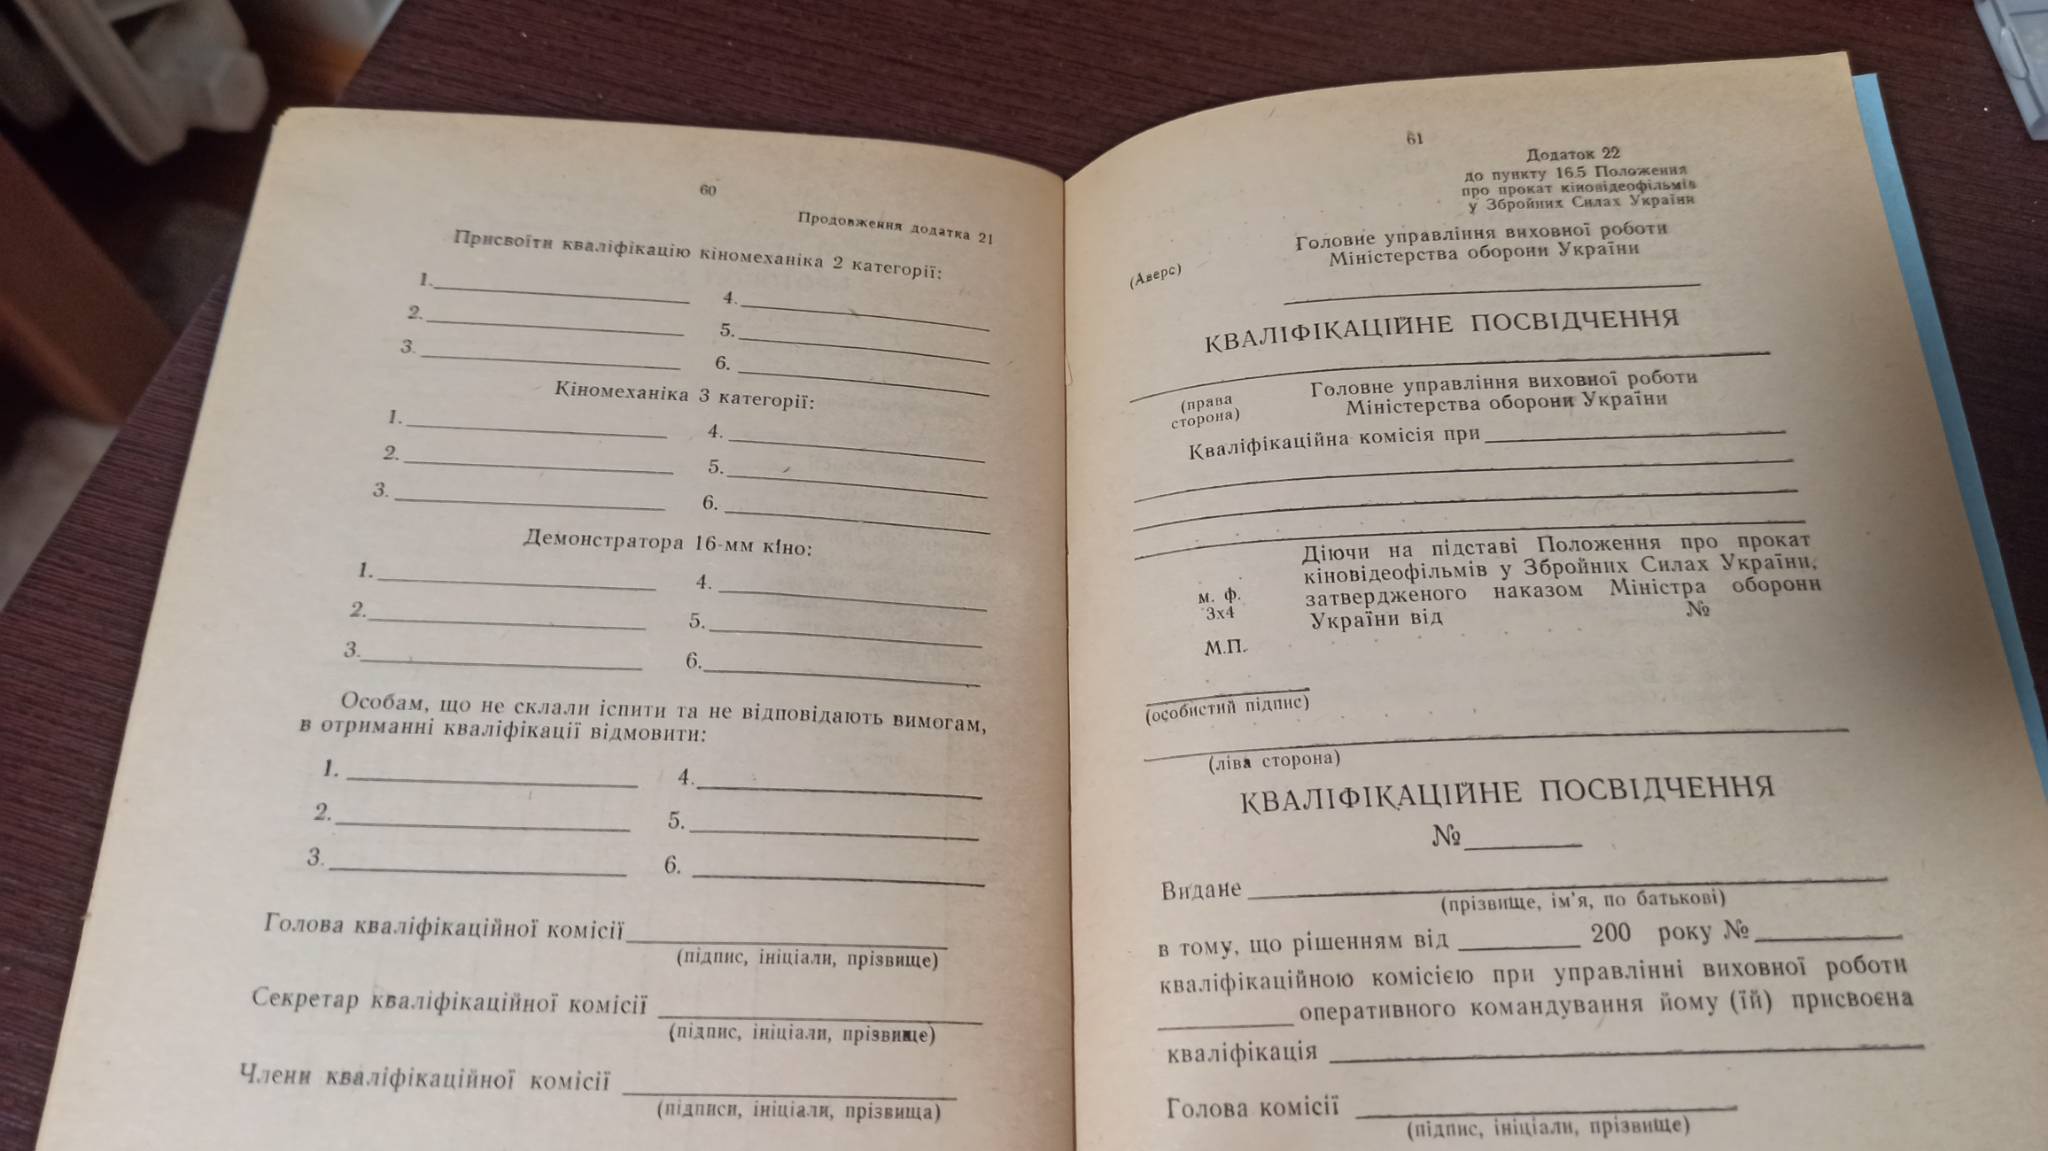 60
Продовження додатка 21
Присвоїти кваліфікацію кіномеханіка 2 категорії:
1. 4.
2. 5.
3. 6.
Кіномеханіка 3 категорії:
1. 4.
2. 5.
3. 6.
Демонстратора 16-мм кіно:
1. 4.
2. 5.
3. 6.
Особам, що не склали іспити та не відповідають вимогам,
в отриманні кваліфікації відмовити:
1. 4.
2. 5.
3. 6.
Голова кваліфікаційної комісії
(підпис, ініціали, прізвище)
Секретар кваліфікаційної комісії
(підпис, ініціали, прізвище)
Члени кваліфікаційної комісії
(підписи, ініціали, прізвища)
61
Додаток 22
до пункту 16.5 Положення
про прокат кіновідеофільмів
у Збройних Силах України
(Аверс)
Головне управління виховної роботи
Міністерства оборони України
КВАЛІФІКАЦІЙНЕ ПОСВІДЧЕННЯ
(права
сторона)
Головне управління виховної роботи
Міністерства оборони України
Кваліфікаційна комісія при
Діючи на підставі Положення про прокат
кіновідеофільмів у Збройних Силах України,
затвердженого наказом Міністра оборони
України від №
м. ф.
3х4
М.П.
(особистий підпис)
(ліва сторона)
КВАЛІФІКАЦІЙНЕ ПОСВІДЧЕННЯ
№
Видане
(прізвище, ім’я, по батькові)
в тому, що рішенням від 200 року №
кваліфікаційною комісією при управлінні виховної роботи
оперативного командування йому (їй) присвоєна
кваліфікація
Голова комісії
(підпис, ініціали, прізвище)